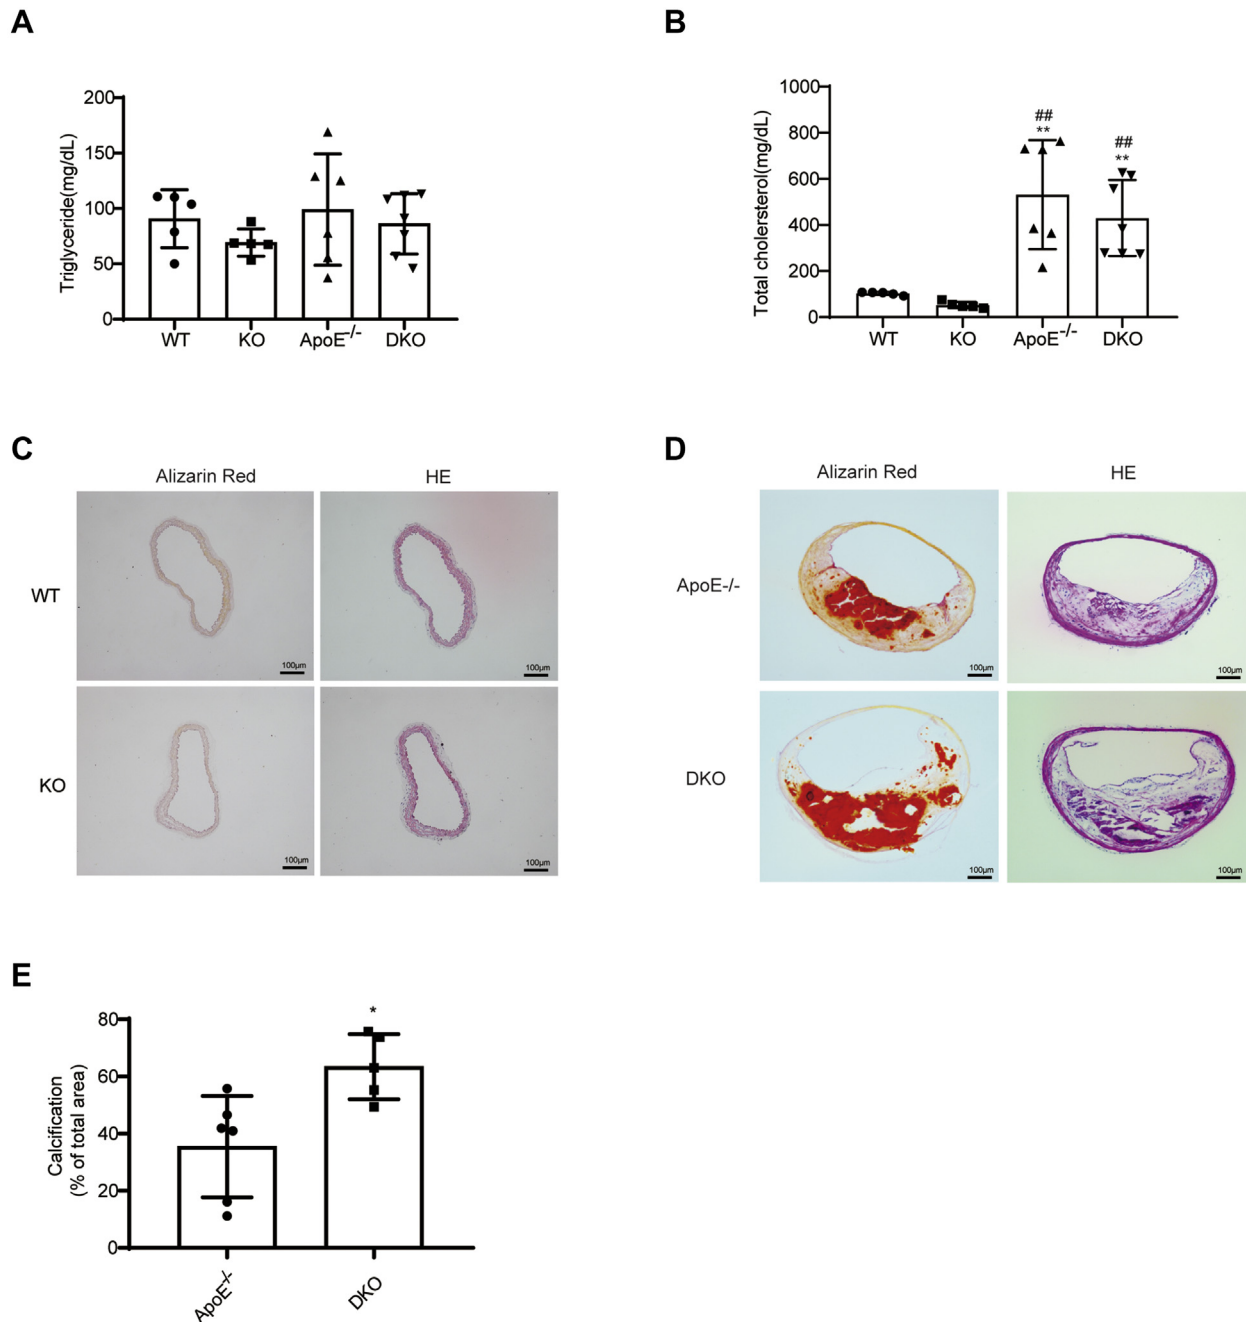 A
Triglyceride(mg/dL)
200
150
100
50
0
WT KO ApoE-/- DKO
B
Total cholersterol(mg/dL)
1000
800
600
400
200
0
##
**
##
**
WT KO ApoE-/- DKO
C
Alizarin Red HE
WT
100µm 100µm
KO
100µm 100µm
D
Alizarin Red HE
ApoE-/-
100µm 100µm
DKO
100µm 100µm
E
Calcification
(% of total area)
80
60
40
20
0
*
ApoE-/- DKO